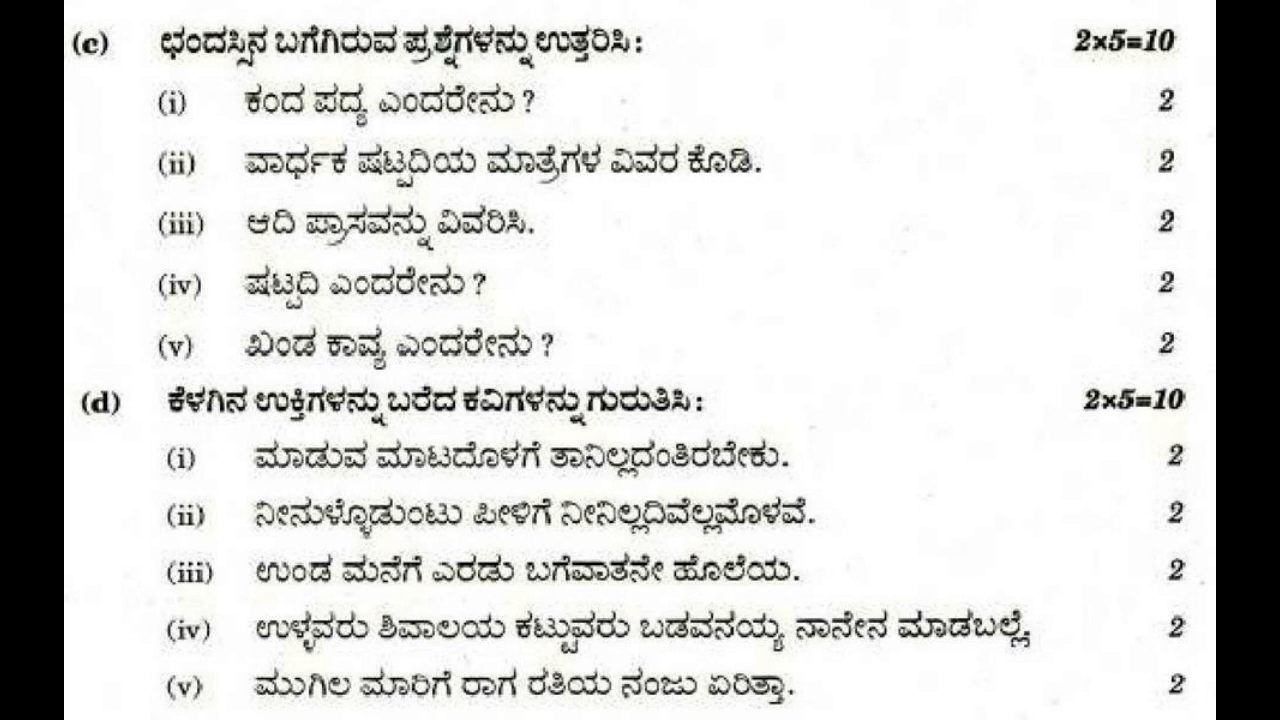 (c) ಛಂದಸ್ಸಿನ ಬಗೆಗಿರುವ ಪ್ರಶ್ನೆಗಳನ್ನು ಉತ್ತರಿಸಿ : 2×5=10
(i) ಕಂದ ಪದ್ಯ ಎಂದರೇನು ? 2
(ii) ವಾರ್ಧಕ ಷಟ್ಪದಿಯ ಮಾತ್ರೆಗಳ ವಿವರ ಕೊಡಿ. 2
(iii) ಆದಿ ಪ್ರಾಸವನ್ನು ವಿವರಿಸಿ. 2
(iv) ಷಟ್ಪದಿ ಎಂದರೇನು ? 2
(v) ಖಂಡ ಕಾವ್ಯ ಎಂದರೇನು ? 2
(d) ಕೆಳಗಿನ ಉಕ್ತಿಗಳನ್ನು ಬರೆದ ಕವಿಗಳನ್ನು ಗುರುತಿಸಿ : 2×5=10
(i) ಮಾಡುವ ಮಾಟದೊಳಗೆ ತಾನಿಲ್ಲದಂತಿರಬೇಕು. 2
(ii) ನೀನುಳ್ಳೊಡುಂಟು ಪೀಳಿಗೆ ನೀನಿಲ್ಲದಿವೆಲ್ಲಮೊಳವೆ. 2
(iii) ಉಂಡ ಮನೆಗೆ ಎರಡು ಬಗೆವಾತನೇ ಹೊಲೆಯ. 2
(iv) ಉಳ್ಳವರು ಶಿವಾಲಯ ಕಟ್ಟುವರು ಬಡವನಯ್ಯ ನಾನೇನ ಮಾಡಬಲ್ಲೆ. 2
(v) ಮುಗಿಲ ಮಾರಿಗೆ ರಾಗ ರತಿಯ ನಂಜು ಏರಿತ್ತಾ. 2